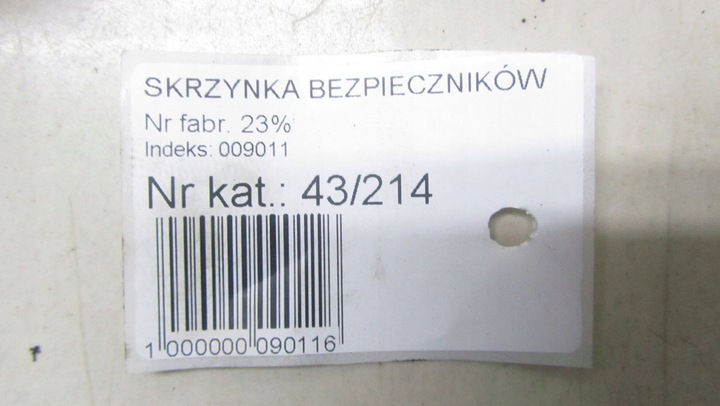 SKRZYNKA BEZPIECZNIKÓW
Nr fabr. 23%
Indeks: 009011
Nr kat.: 43/214
1 000000 090116